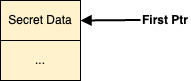 Secret Data
First Ptr
...